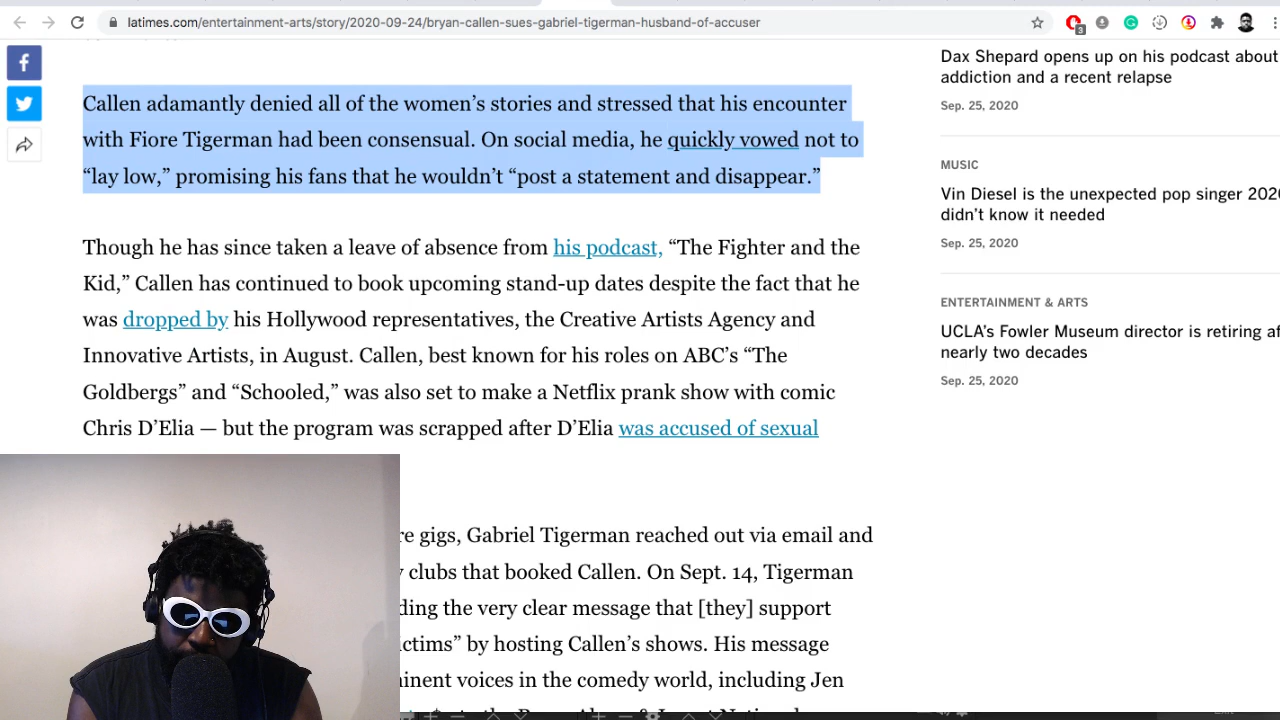 latimes.com/entertainment-arts/story/2020-09-24/bryan-callen-sues-gabriel-tigerman-husband-of-accuser
3
Callen adamantly denied all of the women’s stories and stressed that his encounter
with Fiore Tigerman had been consensual. On social media, he quickly vowed not to
“lay low,” promising his fans that he wouldn’t “post a statement and disappear.”
Though he has since taken a leave of absence from his podcast, “The Fighter and the
Kid,” Callen has continued to book upcoming stand-up dates despite the fact that he
was dropped by his Hollywood representatives, the Creative Artists Agency and
Innovative Artists, in August. Callen, best known for his roles on ABC’s “The
Goldbergs” and “Schooled,” was also set to make a Netflix prank show with comic
Chris D’Elia — but the program was scrapped after D’Elia was accused of sexual
re gigs, Gabriel Tigerman reached out via email and
clubs that booked Callen. On Sept. 14, Tigerman
ding the very clear message that [they] support
ictims” by hosting Callen’s shows. His message
inent voices in the comedy world, including Jen
Dax Shepard opens up on his podcast about
addiction and a recent relapse
Sep. 25, 2020
MUSIC
Vin Diesel is the unexpected pop singer 202
didn’t know it needed
Sep. 25, 2020
ENTERTAINMENT & ARTS
UCLA’s Fowler Museum director is retiring af
nearly two decades
Sep. 25, 2020